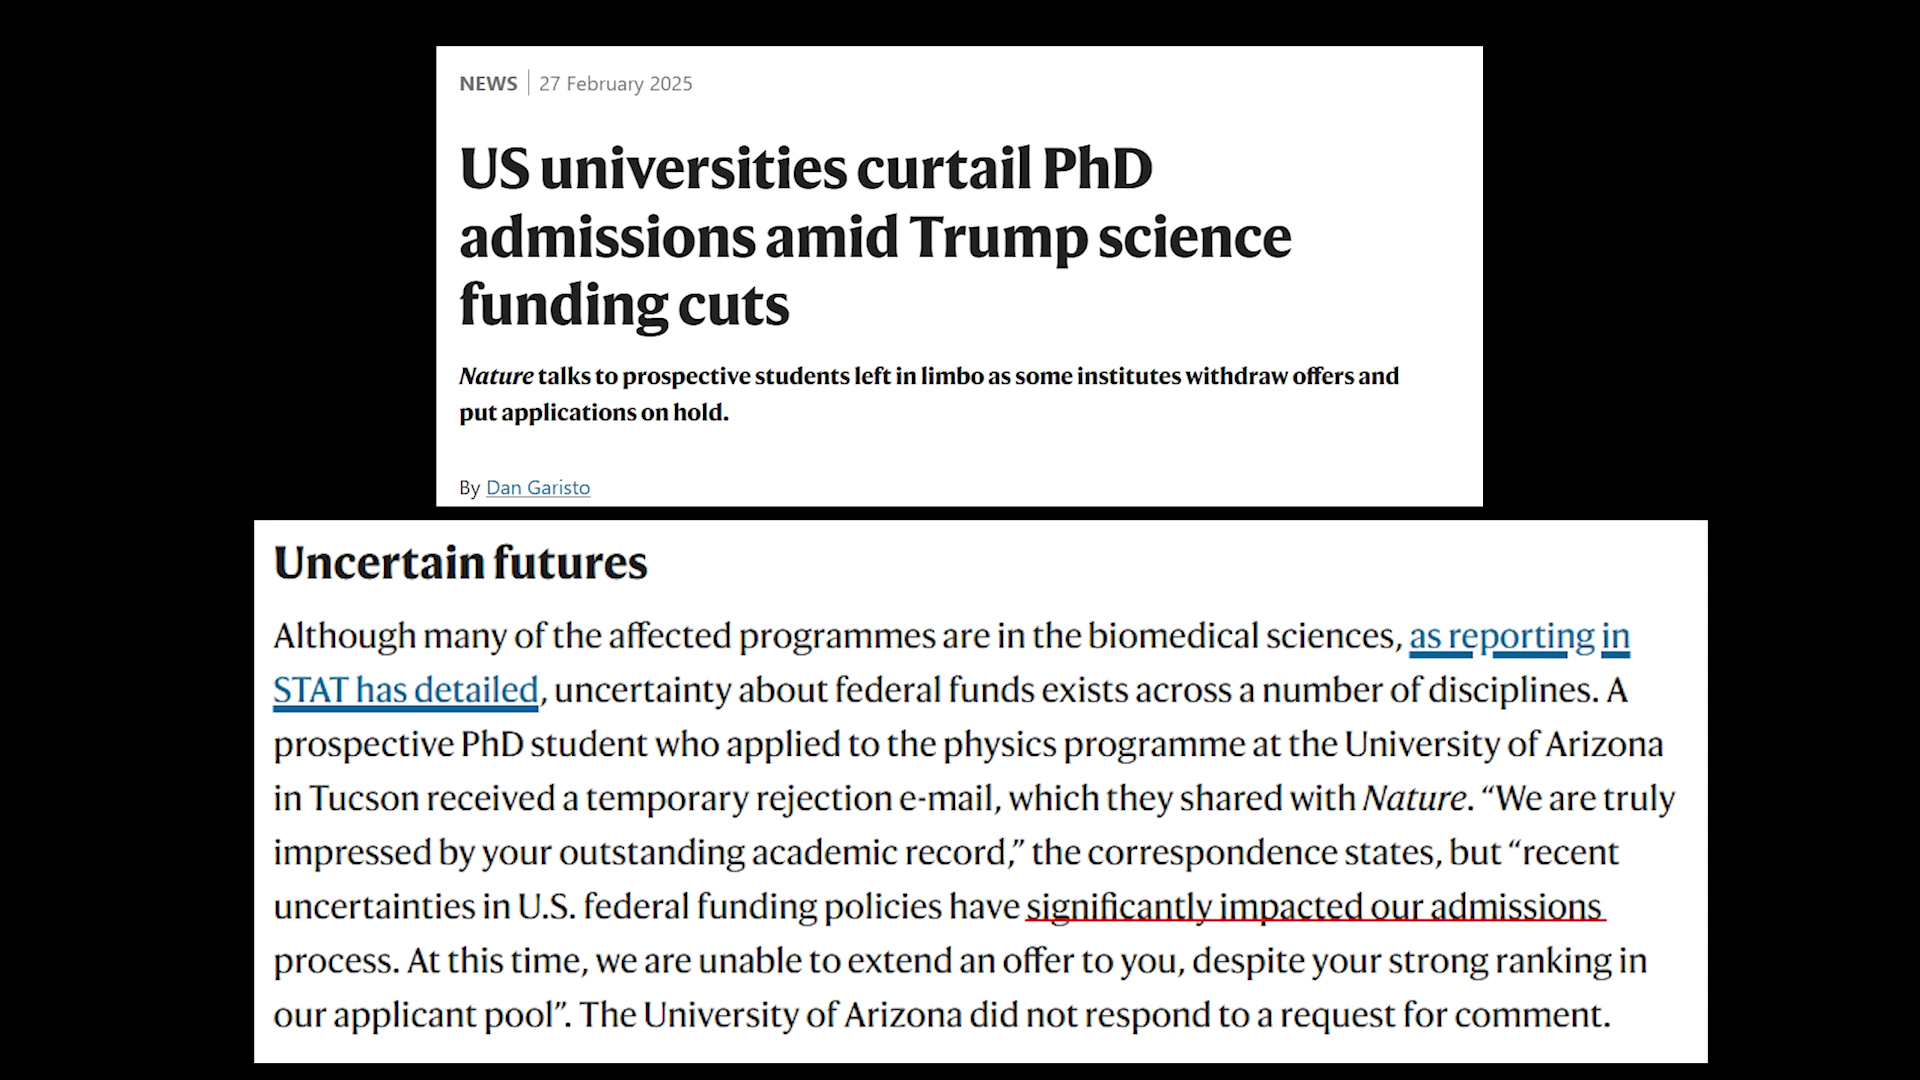 NEWS | 27 February 2025
US universities curtail PhD
admissions amid Trump science
funding cuts
Nature talks to prospective students left in limbo as some institutes withdraw offers and
put applications on hold.
By Dan Garisto
Uncertain futures
Although many of the affected programmes are in the biomedical sciences, as reporting in
STAT has detailed, uncertainty about federal funds exists across a number of disciplines. A
prospective PhD student who applied to the physics programme at the University of Arizona
in Tucson received a temporary rejection e-mail, which they shared with Nature. “We are truly
impressed by your outstanding academic record,” the correspondence states, but “recent
uncertainties in U.S. federal funding policies have significantly impacted our admissions
process. At this time, we are unable to extend an offer to you, despite your strong ranking in
our applicant pool”. The University of Arizona did not respond to a request for comment.